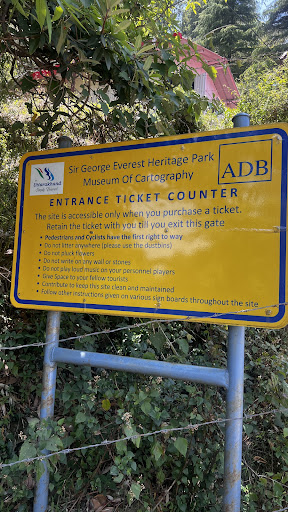 Uttarakhand
Simply Heaven!
Sir George Everest Heritage Park
Museum Of Cartography
ADB
ENTRANCE TICKET COUNTER
The site is accessible only when you purchase a ticket.
Retain the ticket with you till you exit this gate
• Pedestrians and Cyclists have the first right to way
• Do not litter anywhere (please use the dustbins)
• Do not pluck flowers
• Do not write on any wall or stones
• Do not play loud music on your personnel players
• Give Space to your fellow tourists
• Contribute to keep this site clean and maintained
• Follow other instructions given on various sign boards throughout the site